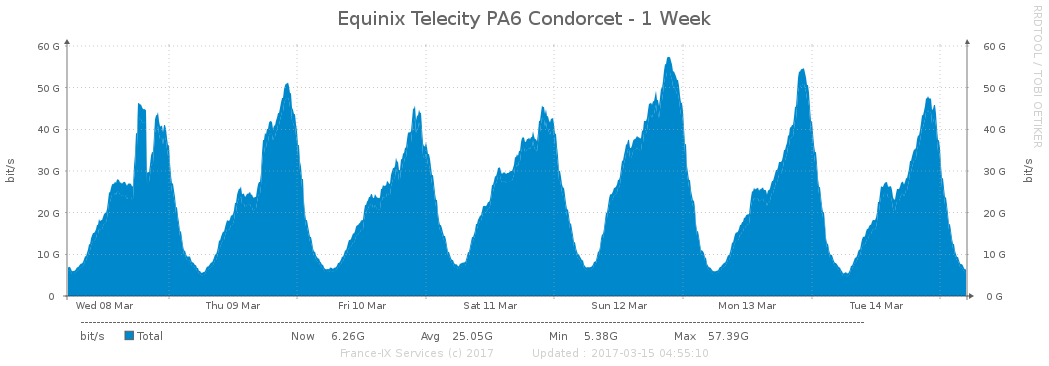 Equinix Telecity PA6 Condorcet - 1 Week
RRDTOOL / TOBI OETIKER
60 G 60 G
50 G 50 G
40 G 40 G
30 G 30 G
20 G 20 G
10 G 10 G
0 0 G
bit/s
bit/s
Wed 08 Mar Thu 09 Mar Fri 10 Mar Sat 11 Mar Sun 12 Mar Mon 13 Mar Tue 14 Mar
bit/s Total Now 6.26G Avg 25.05G Min 5.38G Max 57.39G
France-IX Services (c) 2017 Updated : 2017-03-15 04:55:10